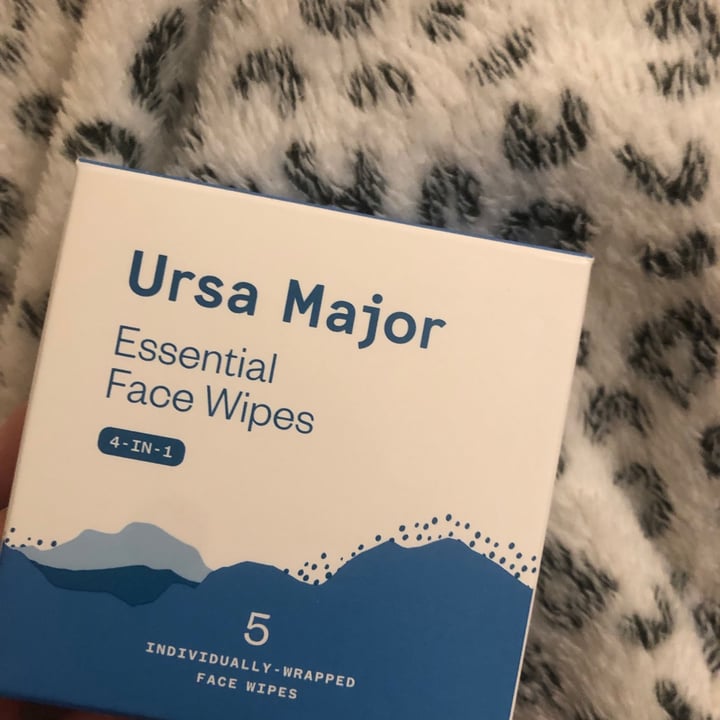 Ursa Major
Essential
Face Wipes
4-IN-1
5
INDIVIDUALLY-WRAPPED
FACE WIPES